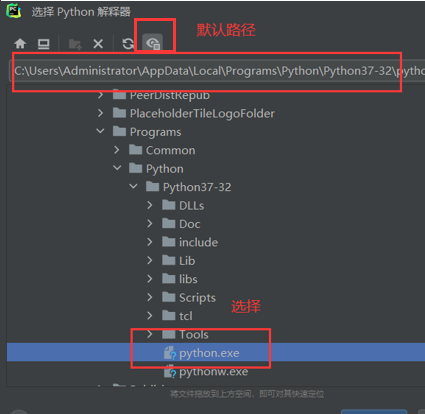 选择 Python 解释器
默认路径
C:\Users\Administrator\AppData\Local\Programs\Python\Python37-32\pytho
PeerDistRepub
PlaceholderTileLogoFolder
Programs
Common
Python
Python37-32
DLLs
Doc
include
Lib
libs
Scripts
选择
tcl
Tools
python.exe
pythonw.exe
将文件拖放到上方空间，即可对其快速定位